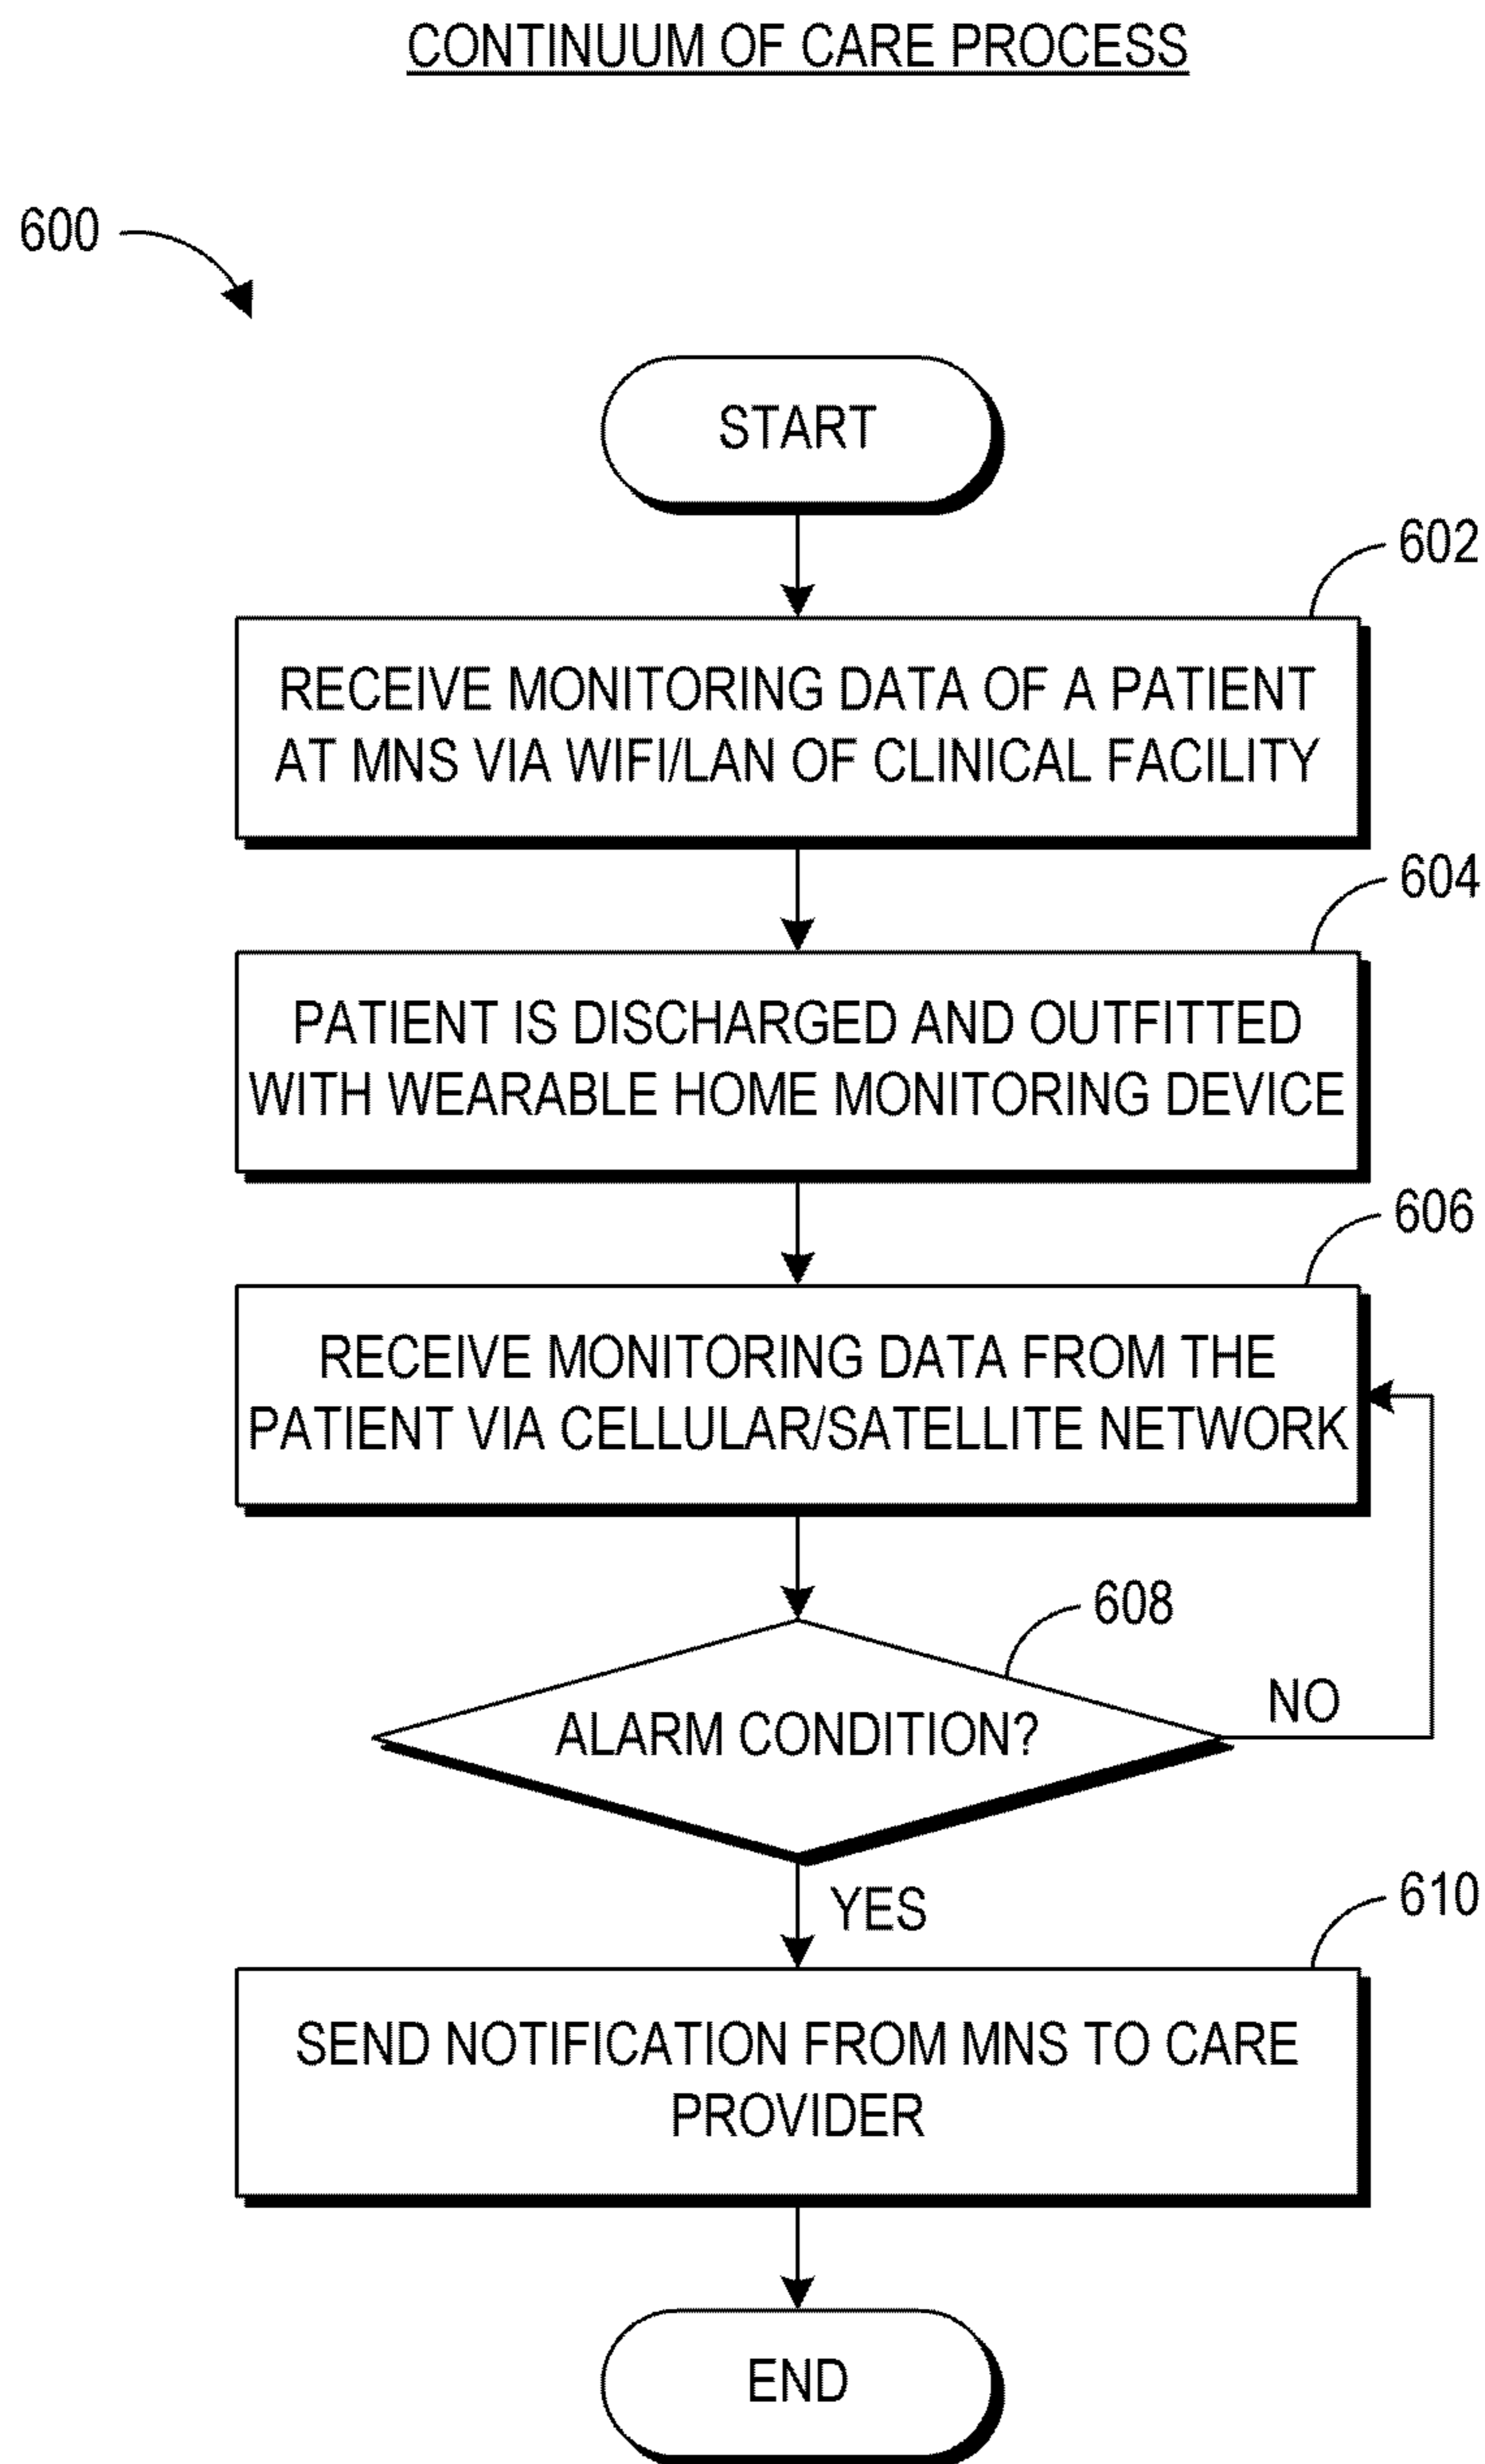 CONTINUUM OF CARE PROCESS
600
START
602
RECEIVE MONITORING DATA OF A PATIENT
AT MNS VIA WIFI/LAN OF CLINICAL FACILITY
604
PATIENT IS DISCHARGED AND OUTFITTED
WITH WEARABLE HOME MONITORING DEVICE
606
RECEIVE MONITORING DATA FROM THE
PATIENT VIA CELLULAR/SATELLITE NETWORK
608
ALARM CONDITION?
NO
YES
610
SEND NOTIFICATION FROM MNS TO CARE
PROVIDER
END